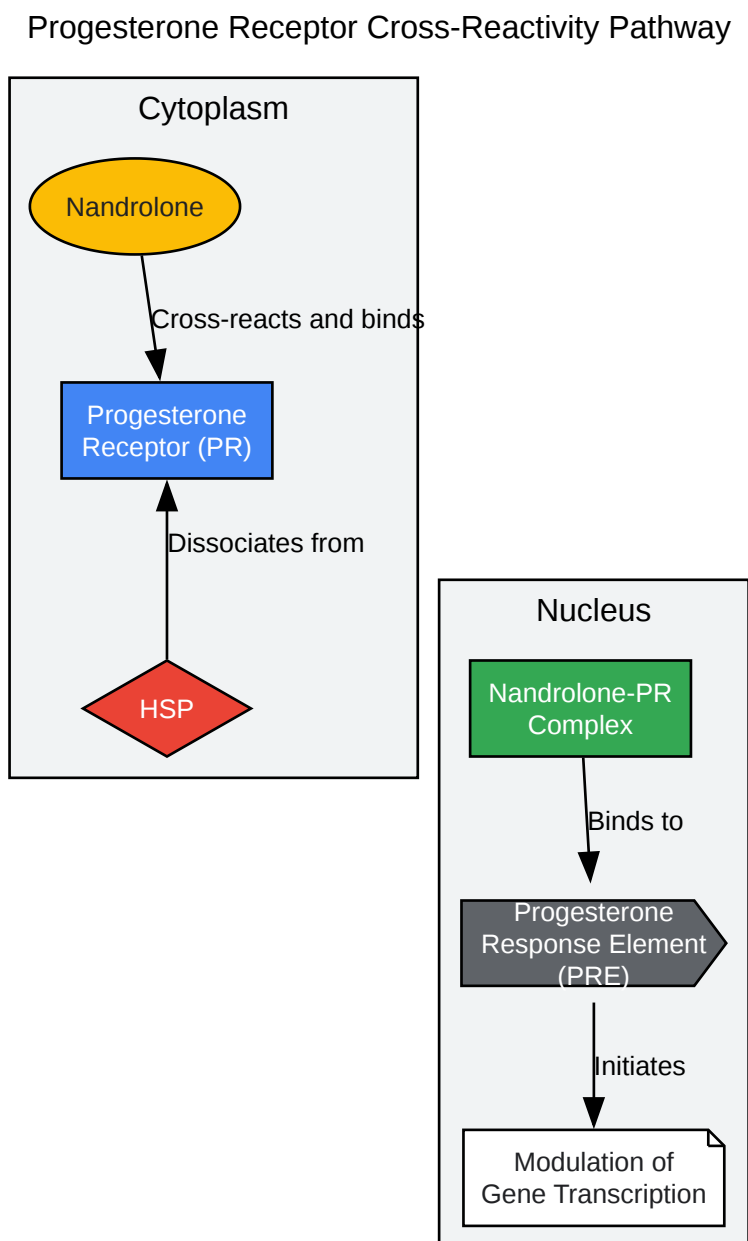 Progesterone Receptor Cross-Reactivity Pathway
Cytoplasm
Nandrolone
Cross-reacts and binds
Progesterone
Receptor (PR)
Dissociates from
HSP
Nucleus
Nandrolone-PR
Complex
Binds to
Progesterone
Response Element
(PRE)
Initiates
Modulation of
Gene Transcription